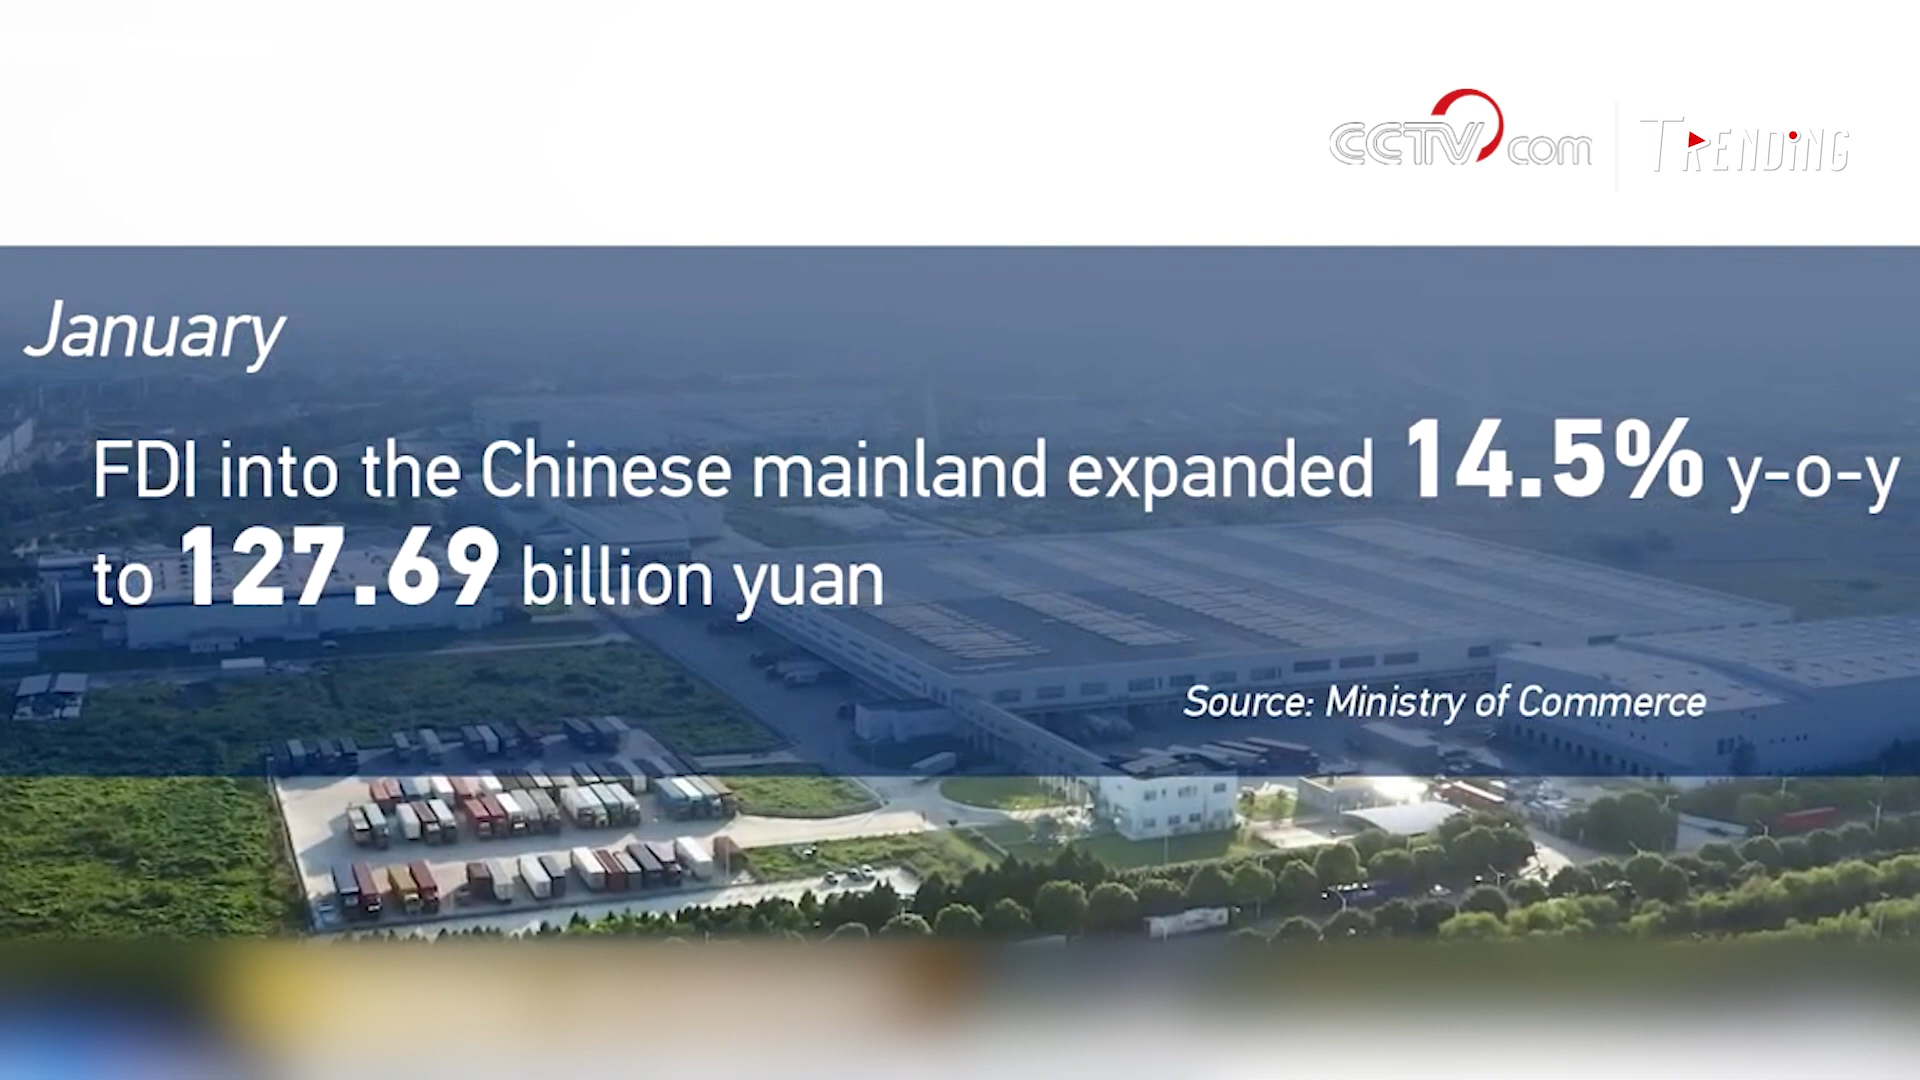 CCTV.com TRENDING
January
FDI into the Chinese mainland expanded 14.5% y-o-y
to 127.69 billion yuan
Source: Ministry of Commerce